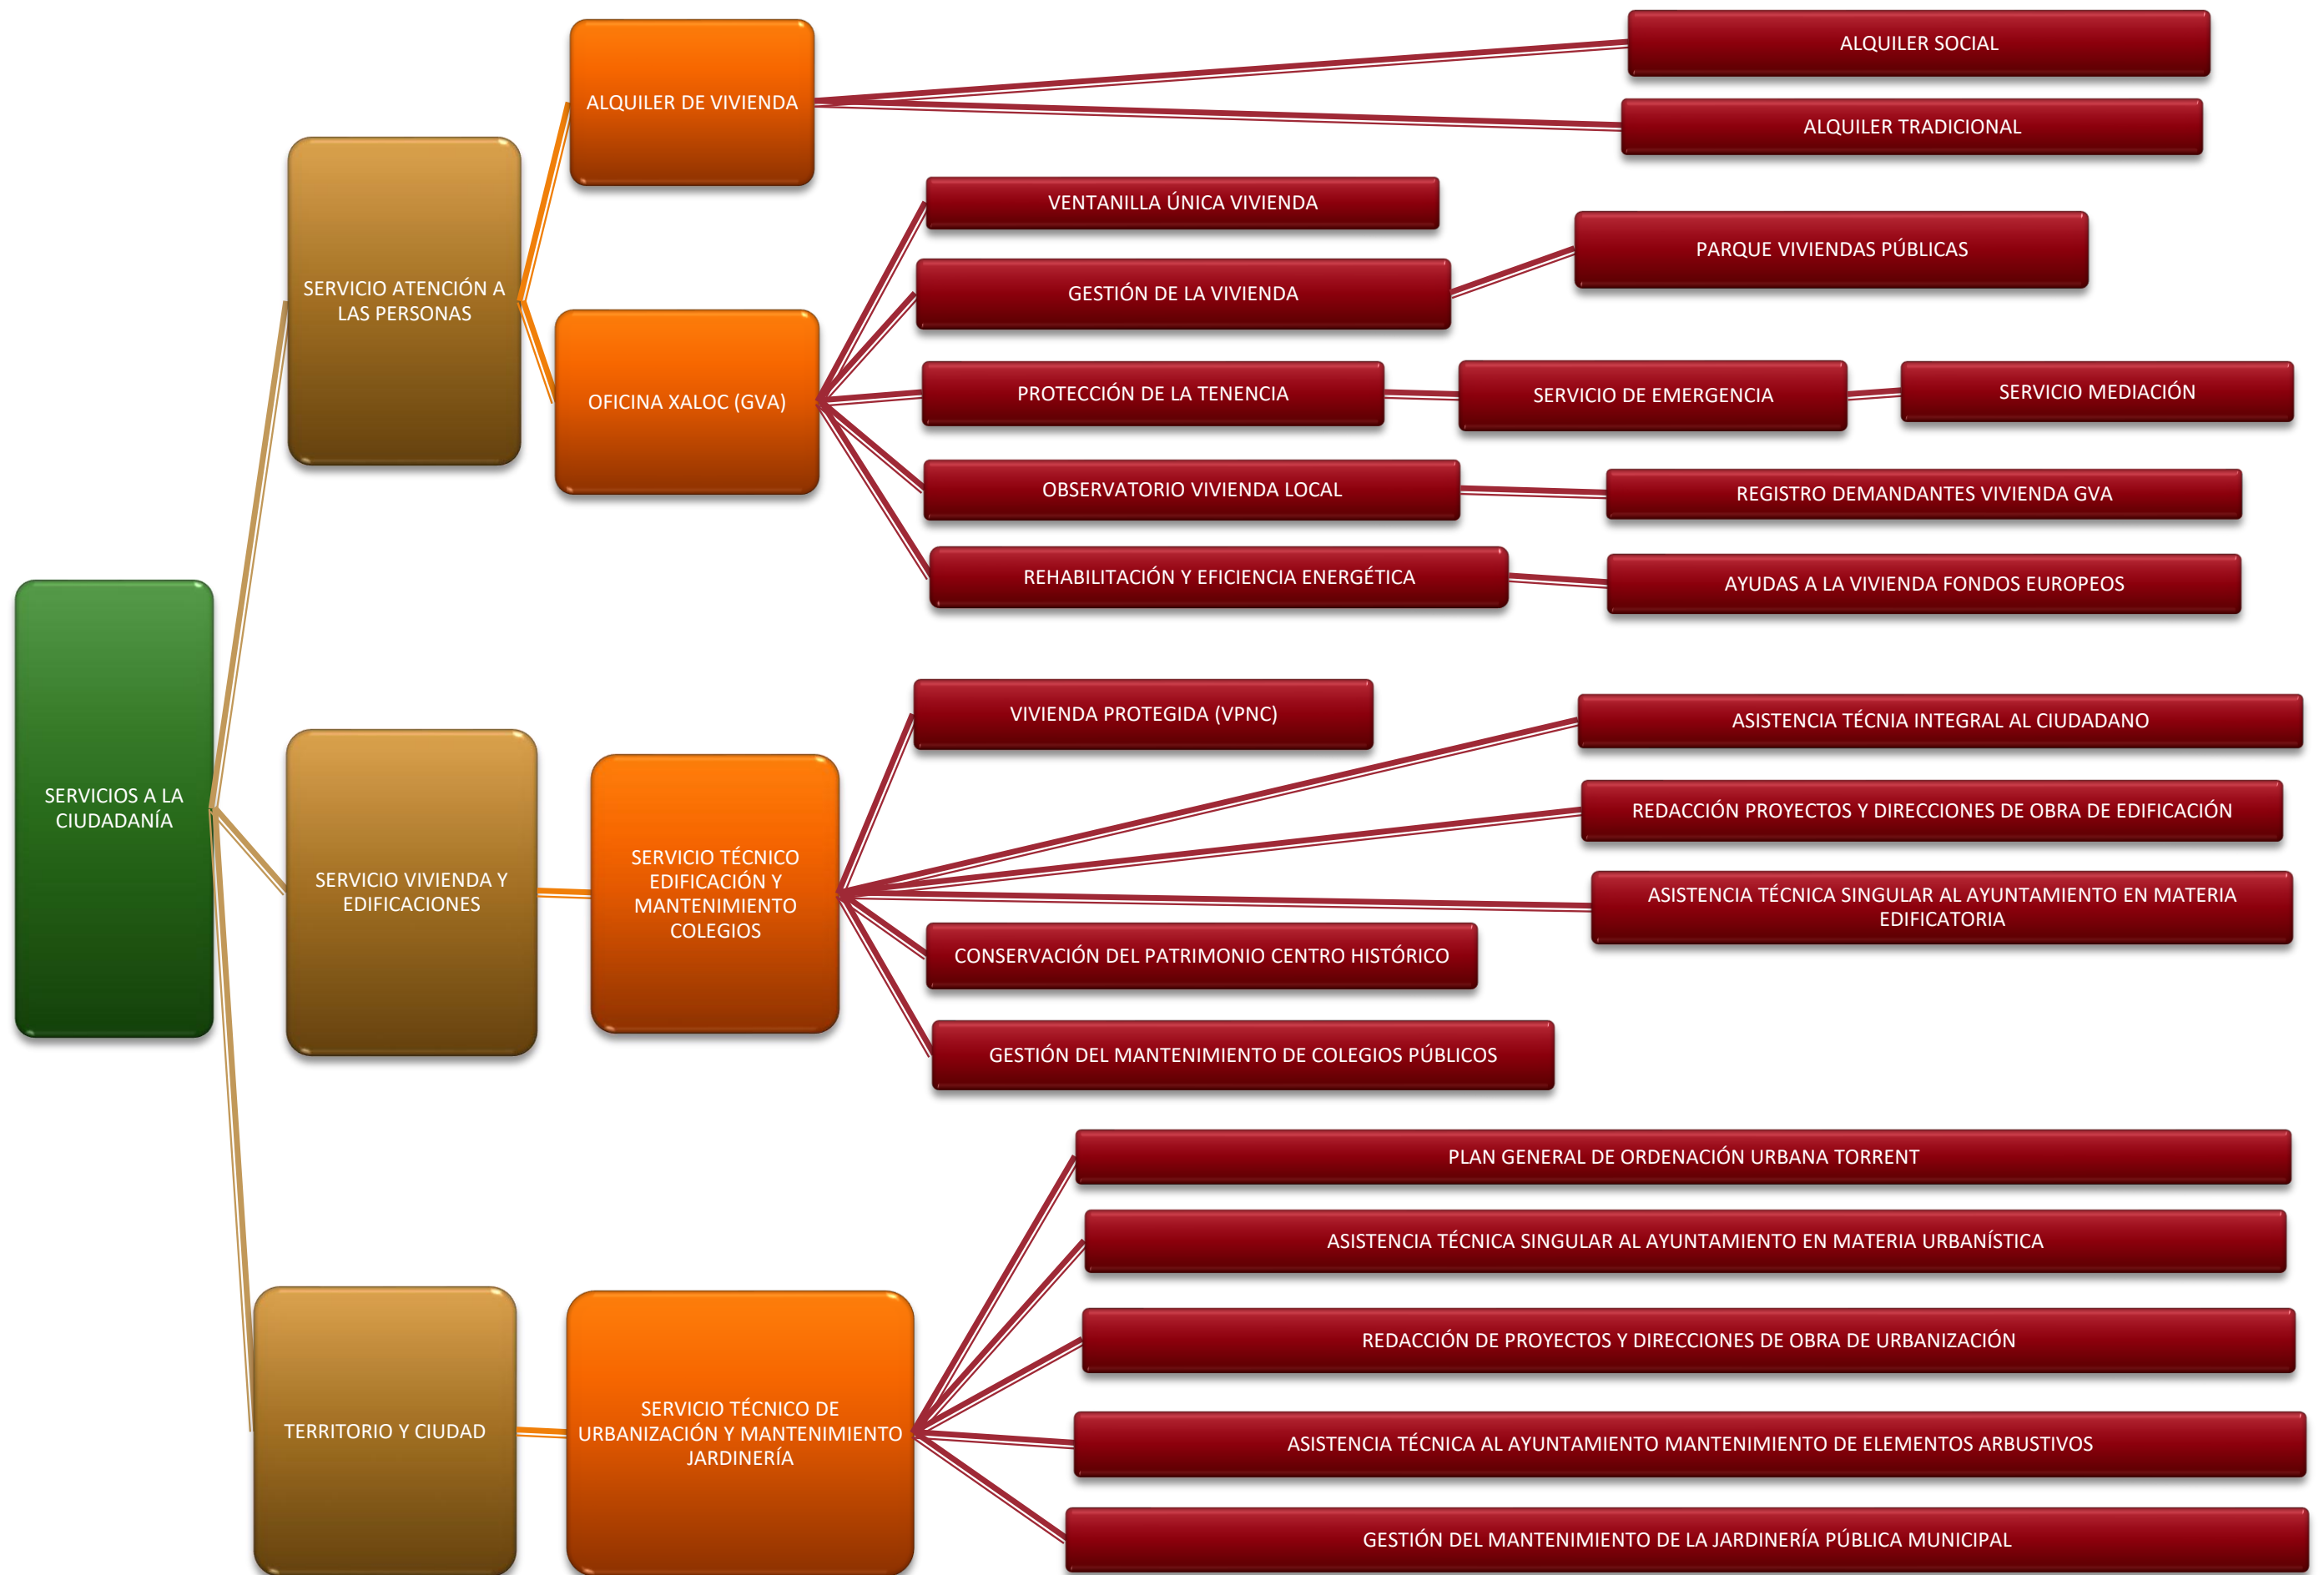 SERVICIOS A LA
CIUDADANÍA
SERVICIO ATENCIÓN A
LAS PERSONAS
ALQUILER DE VIVIENDA
ALQUILER SOCIAL
ALQUILER TRADICIONAL
OFICINA XALOC (GVA)
VENTANILLA ÚNICA VIVIENDA
GESTIÓN DE LA VIVIENDA
PARQUE VIVIENDAS PÚBLICAS
PROTECCIÓN DE LA TENENCIA
SERVICIO DE EMERGENCIA
SERVICIO MEDIACIÓN
OBSERVATORIO VIVIENDA LOCAL
REGISTRO DEMANDANTES VIVIENDA GVA
REHABILITACIÓN Y EFICIENCIA ENERGÉTICA
AYUDAS A LA VIVIENDA FONDOS EUROPEOS
SERVICIO VIVIENDA Y
EDIFICACIONES
SERVICIO TÉCNICO
EDIFICACIÓN Y
MANTENIMIENTO
COLEGIOS
VIVIENDA PROTEGIDA (VPNC)
ASISTENCIA TÉCNIA INTEGRAL AL CIUDADANO
REDACCIÓN PROYECTOS Y DIRECCIONES DE OBRA DE EDIFICACIÓN
ASISTENCIA TÉCNICA SINGULAR AL AYUNTAMIENTO EN MATERIA
EDIFICATORIA
CONSERVACIÓN DEL PATRIMONIO CENTRO HISTÓRICO
GESTIÓN DEL MANTENIMIENTO DE COLEGIOS PÚBLICOS
TERRITORIO Y CIUDAD
SERVICIO TÉCNICO DE
URBANIZACIÓN Y MANTENIMIENTO
JARDINERÍA
PLAN GENERAL DE ORDENACIÓN URBANA TORRENT
ASISTENCIA TÉCNICA SINGULAR AL AYUNTAMIENTO EN MATERIA URBANÍSTICA
REDACCIÓN DE PROYECTOS Y DIRECCIONES DE OBRA DE URBANIZACIÓN
ASISTENCIA TÉCNICA AL AYUNTAMIENTO MANTENIMIENTO DE ELEMENTOS ARBUSTIVOS
GESTIÓN DEL MANTENIMIENTO DE LA JARDINERÍA PÚBLICA MUNICIPAL